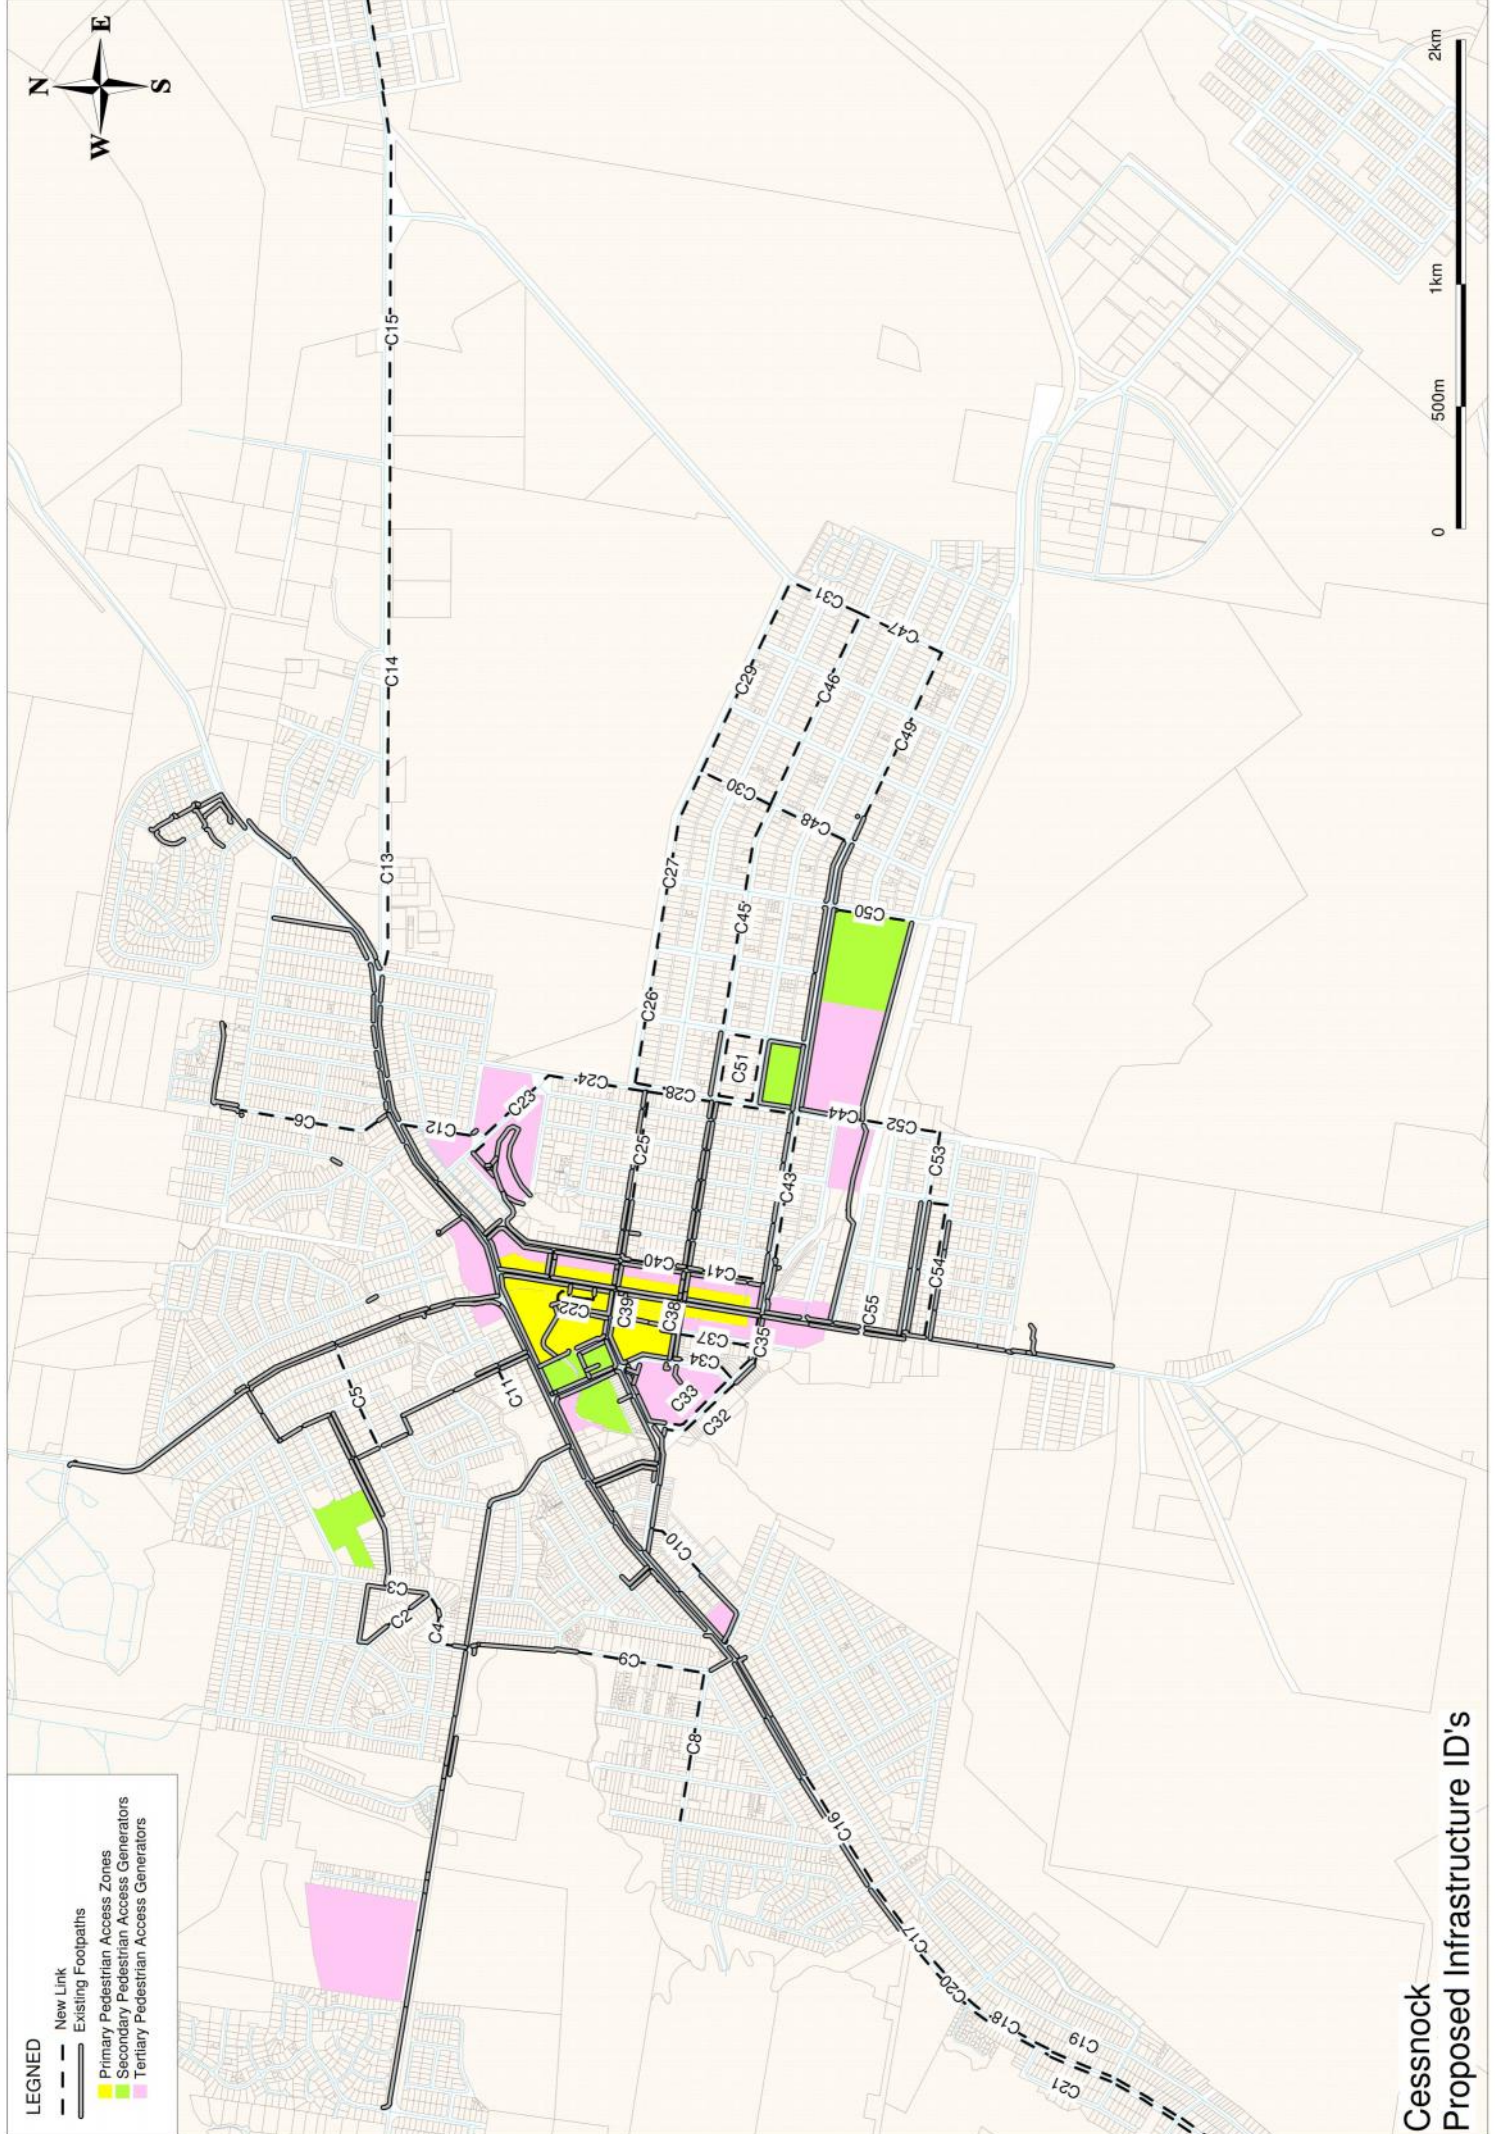 LEGNED
New Link
Existing Footpaths
Primary Pedestrian Access Zones
Secondary Pedestrian Access Generators
Tertiary Pedestrian Access Generators
N
W E
S
C2
C3
C4
C5
C6
C8
C9
C10
C11
C12
C13
C14
C15
C16
C17
C18
C19
C20
C21
C22
C23
C24
C25
C26
C27
C28
C29
C30
C31
C32
C33
C34
C35
C37
C38
C39
C40
C41
C43
C44
C45
C46
C47
C48
C49
C50
C51
C52
C53
C54
C55
0 500m 1km 2km
Cessnock
Proposed Infrastructure ID's